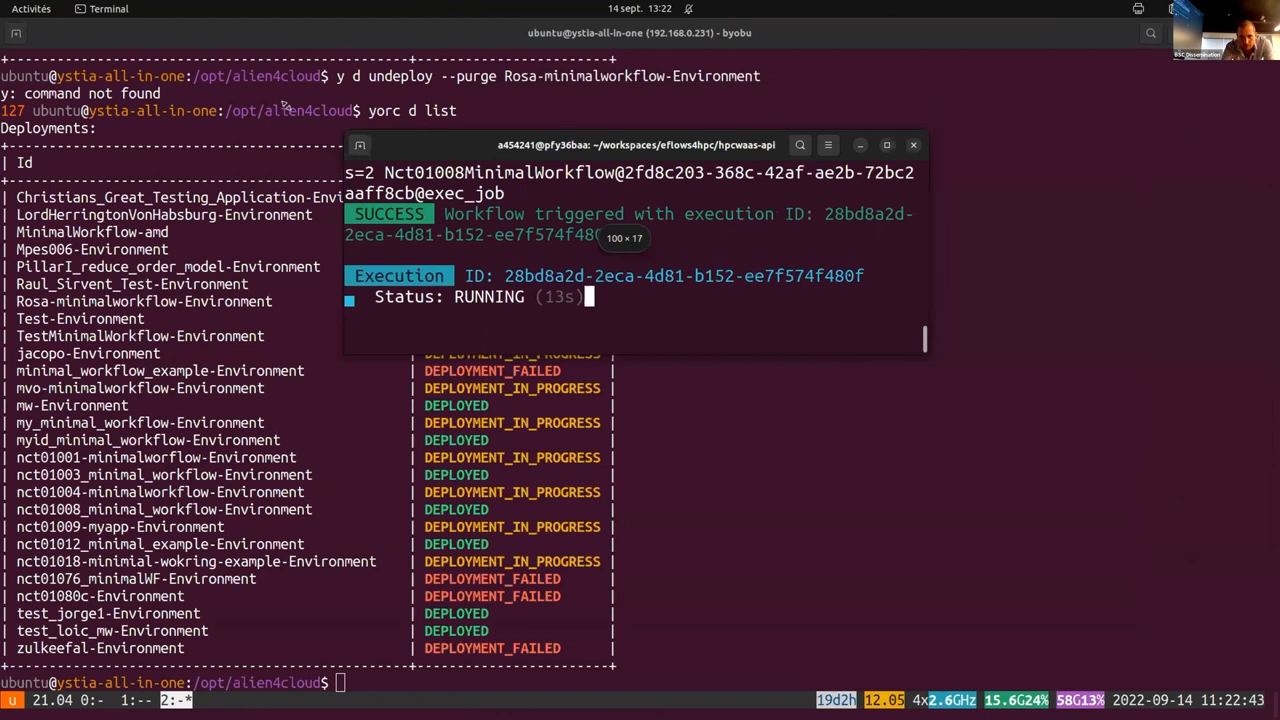 Activités
Terminal
14 sept. 13:22
ubuntu@ystia-all-in-one (192.168.0.231) - byobu
BSC Dissemination
+------------------------------------------------+-----------------------+
ubuntu@ystia-all-in-one:/opt/alien4cloud$ y d undeploy --purge Rosa-minimalworkflow-Environment
y: command not found
127 ubuntu@ystia-all-in-one:/opt/alien4cloud$ yorc d list
Deployments:
| Id
| Christians_Great_Testing_Application-Envi
| LordHerringtonVonHabsburg-Environment
| MinimalWorkflow-amd
| Mpes006-Environment
| PillarI_reduce_order_model-Environment
| Raul_Sirvent_Test-Environment
| Rosa-minimalworkflow-Environment
| Test-Environment
| TestMinimalWorkflow-Environment
| jacopo-Environment | DEPLOYMENT_IN_PROGRESS |
| minimal_workflow_example-Environment | DEPLOYMENT_FAILED |
| mvo-minimalworkflow-Environment | DEPLOYMENT_IN_PROGRESS |
| mw-Environment | DEPLOYED |
| my_minimal_workflow-Environment | DEPLOYMENT_IN_PROGRESS |
| myid_minimal_workflow-Environment | DEPLOYED |
| nct01001-minimalworkflow-Environment | DEPLOYMENT_IN_PROGRESS |
| nct01003_minimal_workflow-Environment | DEPLOYED |
| nct01004-minimalworkflow-Environment | DEPLOYMENT_IN_PROGRESS |
| nct01008_minimal_workflow-Environment | DEPLOYED |
| nct01009-myapp-Environment | DEPLOYMENT_IN_PROGRESS |
| nct01012_minimal_example-Environment | DEPLOYED |
| nct01018-minimial-wokring-example-Environment | DEPLOYMENT_IN_PROGRESS |
| nct01076_minimalWF-Environment | DEPLOYMENT_FAILED |
| nct01080c-Environment | DEPLOYMENT_FAILED |
| test_jorge1-Environment | DEPLOYED |
| test_loic_mw-Environment | DEPLOYED |
| zulkeefal-Environment | DEPLOYMENT_FAILED |
+------------------------------------------------+-----------------------+
ubuntu@ystia-all-in-one:/opt/alien4cloud$
a454241@pfy36baa: ~/workspaces/eflows4hpc/hpcwaas-api
s=2 Nct01008MinimalWorkflow@2fd8c203-368c-42af-ae2b-72bc2
aaff8cb@exec_job
SUCCESS Workflow triggered with execution ID: 28bd8a2d-
2eca-4d81-b152-ee7f574f480
100 × 17
Execution ID: 28bd8a2d-2eca-4d81-b152-ee7f574f480f
Status: RUNNING (13s)
u 21.04 0:- 1:-- 2:-* 19d2h 12.05 4x2.6GHz 15.6G24% 58G13% 2022-09-14 11:22:43